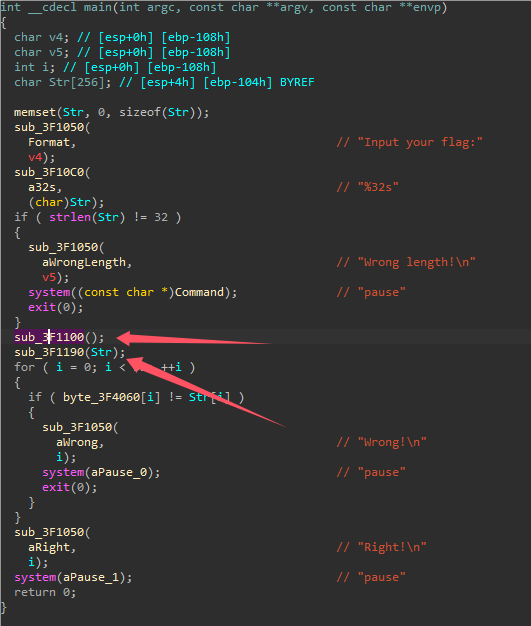 int __cdecl main(int argc, const char **argv, const char **envp)
{
  char v4; // [esp+0h] [ebp-108h]
  char v5; // [esp+0h] [ebp-108h]
  int i; // [esp+0h] [ebp-108h]
  char Str[256]; // [esp+4h] [ebp-104h] BYREF

  memset(Str, 0, sizeof(Str));
  sub_3F1050(
    Format,                                   // "Input your flag:"
    v4);
  sub_3F10C0(
    a32s,                                     // "%32s"
    (char)Str);
  if ( strlen(Str) != 32 )
  {
    sub_3F1050(
      aWrongLength,                           // "Wrong length!\n"
      v5);
    system((const char *)Command);            // "pause"
    exit(0);
  }
  sub_3F1100();
  sub_3F1190(Str);
  for ( i = 0; i < ++i )
  {
    if ( byte_3F4060[i] != Str[i] )
    {
      sub_3F1050(
        aWrong,                               // "Wrong!\n"
        i);
      system(aPause_0);                       // "pause"
      exit(0);
    }
  }
  sub_3F1050(
    aRight,                                   // "Right!\n"
    i);
  system(aPause_1);                           // "pause"
  return 0;
}